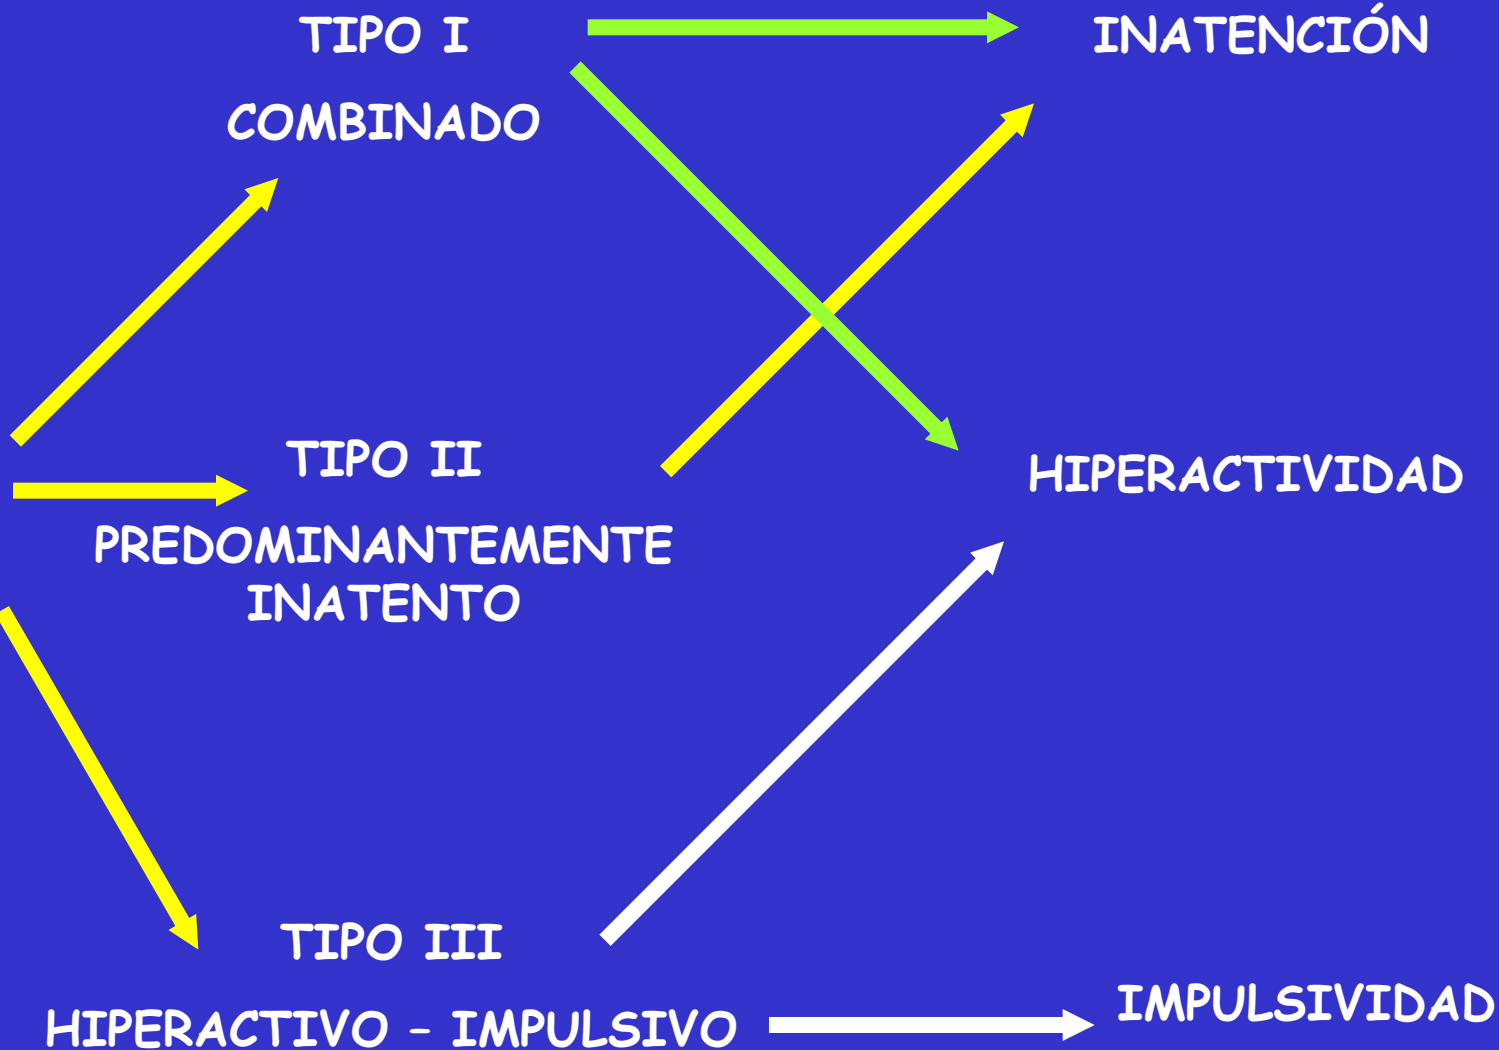 TIPO I
COMBINADO
INATENCIÓN
TIPO II
PREDOMINANTEMENTE
INATENTO
HIPERACTIVIDAD
TIPO III
HIPERACTIVO - IMPULSIVO
IMPULSIVIDAD